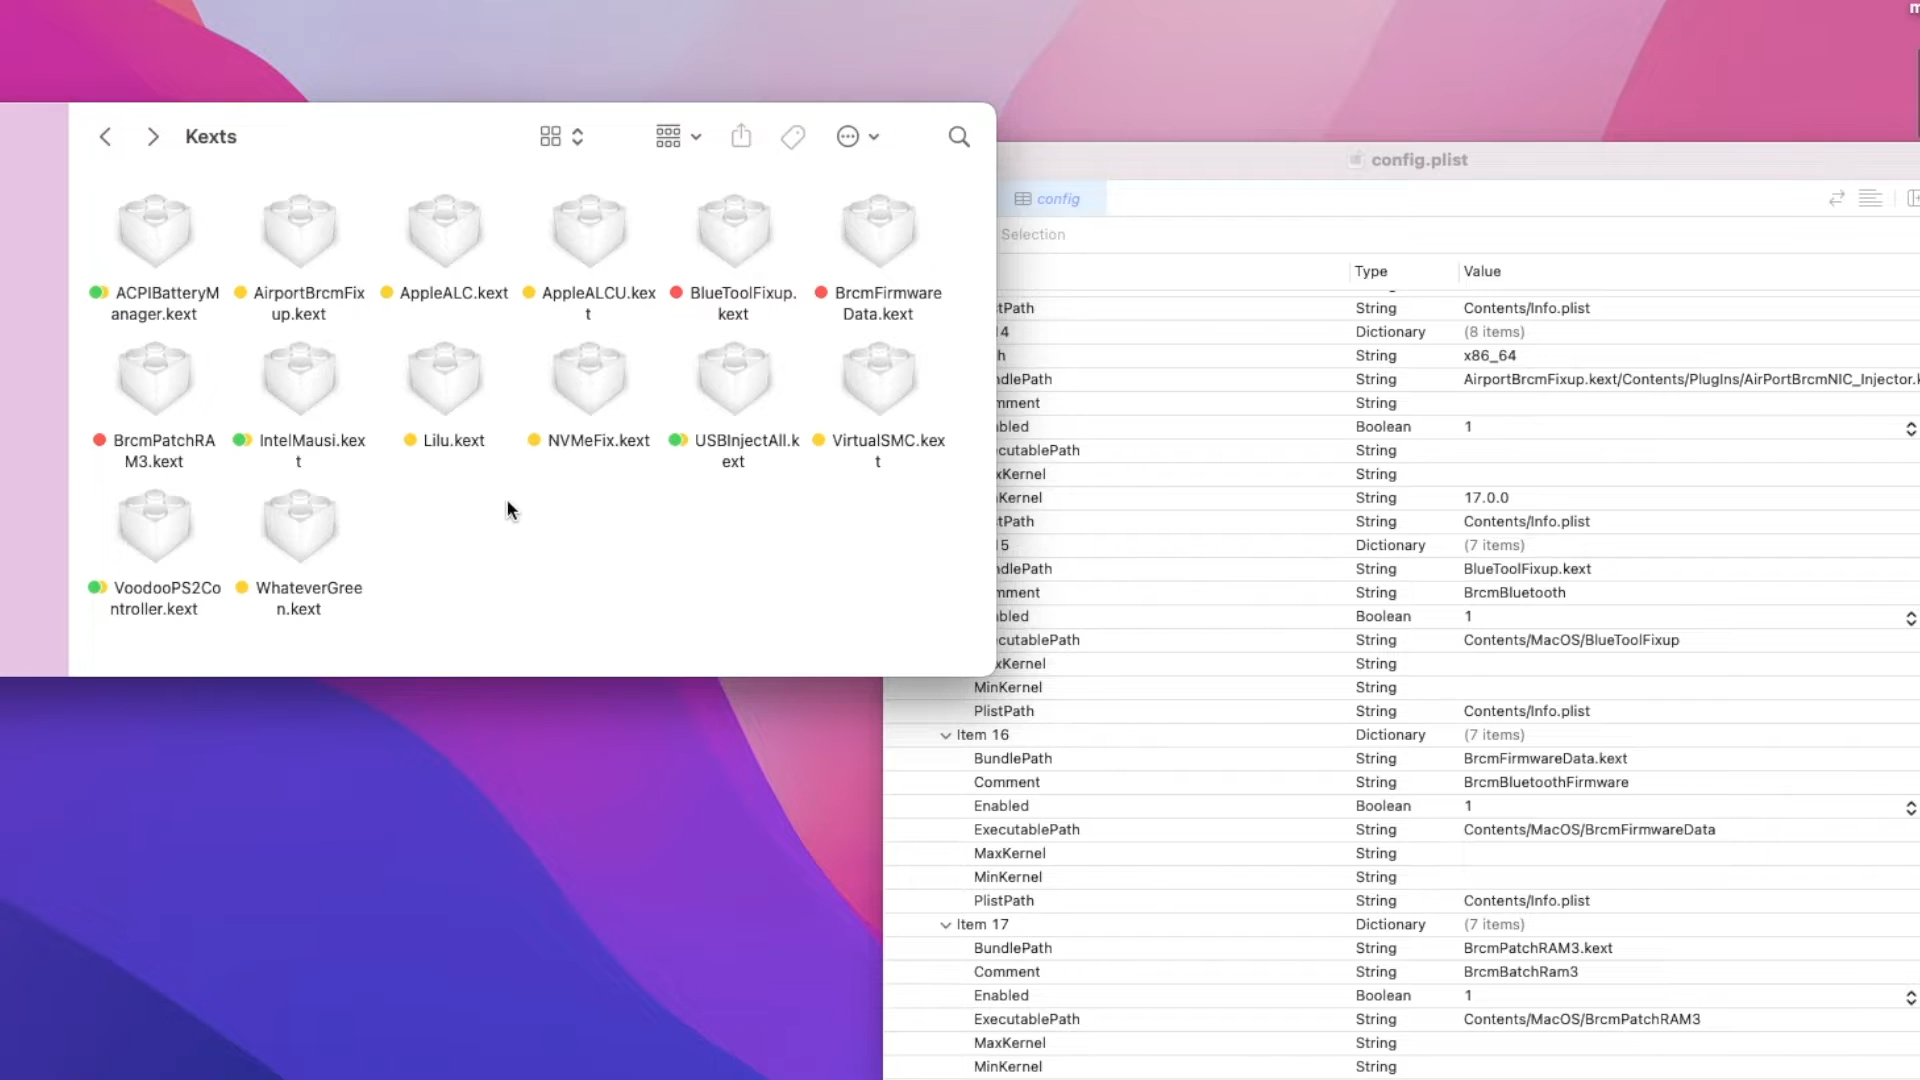 Kexts
ACPIBatteryM
anager.kext
AirportBrcmFix
up.kext
AppleALC.kext
AppleALCU.kex
t
BlueToolFixup.
kext
BrcmFirmware
Data.kext
BrcmPatchRA
M3.kext
IntelMausi.kex
t
Lilu.kext
NVMeFix.kext
USBInjectAll.k
ext
VirtualSMC.kex
t
VoodooPS2Co
ntroller.kext
WhateverGree
n.kext
config.plist
config
Selection
Type Value
tPath String Contents/Info.plist
14 Dictionary (8 items)
h String x86_64
ndlePath String AirportBrcmFixup.kext/Contents/PlugIns/AirPortBrcmNIC_Injector.k
mment String
bled Boolean 1
cutablePath String
xKernel String
Kernel String 17.0.0
tPath String Contents/Info.plist
15 Dictionary (7 items)
ndlePath String BlueToolFixup.kext
mment String BrcmBluetooth
bled Boolean 1
cutablePath String Contents/MacOS/BlueToolFixup
xKernel String
MinKernel String
PlistPath String Contents/Info.plist
Item 16 Dictionary (7 items)
BundlePath String BrcmFirmwareData.kext
Comment String BrcmBluetoothFirmware
Enabled Boolean 1
ExecutablePath String Contents/MacOS/BrcmFirmwareData
MaxKernel String
MinKernel String
PlistPath String Contents/Info.plist
Item 17 Dictionary (7 items)
BundlePath String BrcmPatchRAM3.kext
Comment String BrcmBatchRam3
Enabled Boolean 1
ExecutablePath String Contents/MacOS/BrcmPatchRAM3
MaxKernel String
MinKernel String